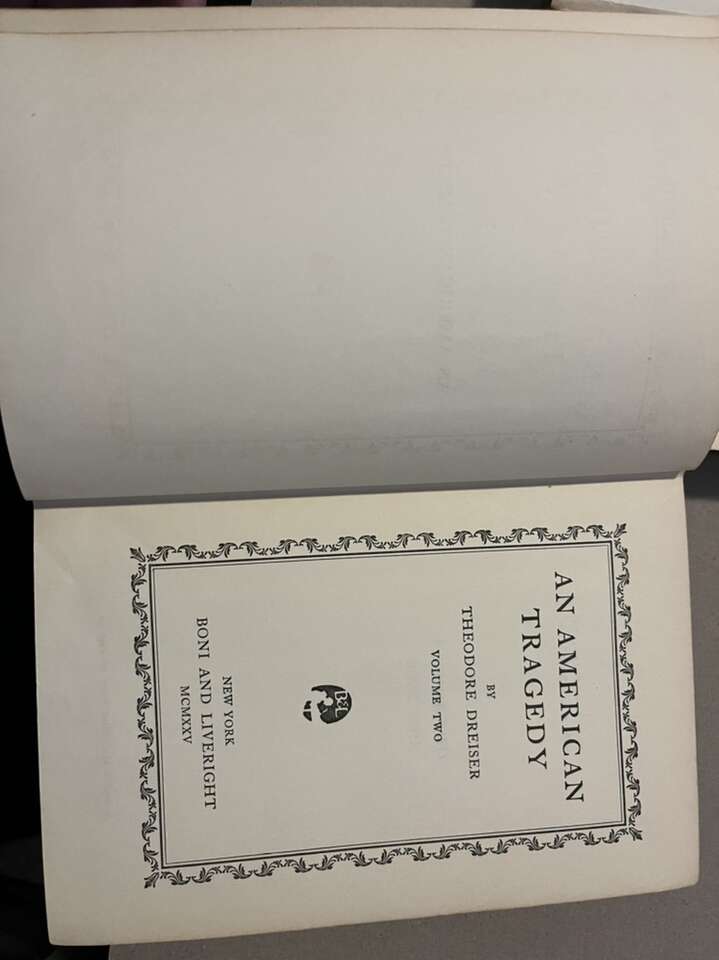 AN AMERICAN
TRAGEDY
BY
THEODORE DREISER
VOLUME TWO
B&L
NEW YORK
BONI AND LIVERIGHT
MCMXXV